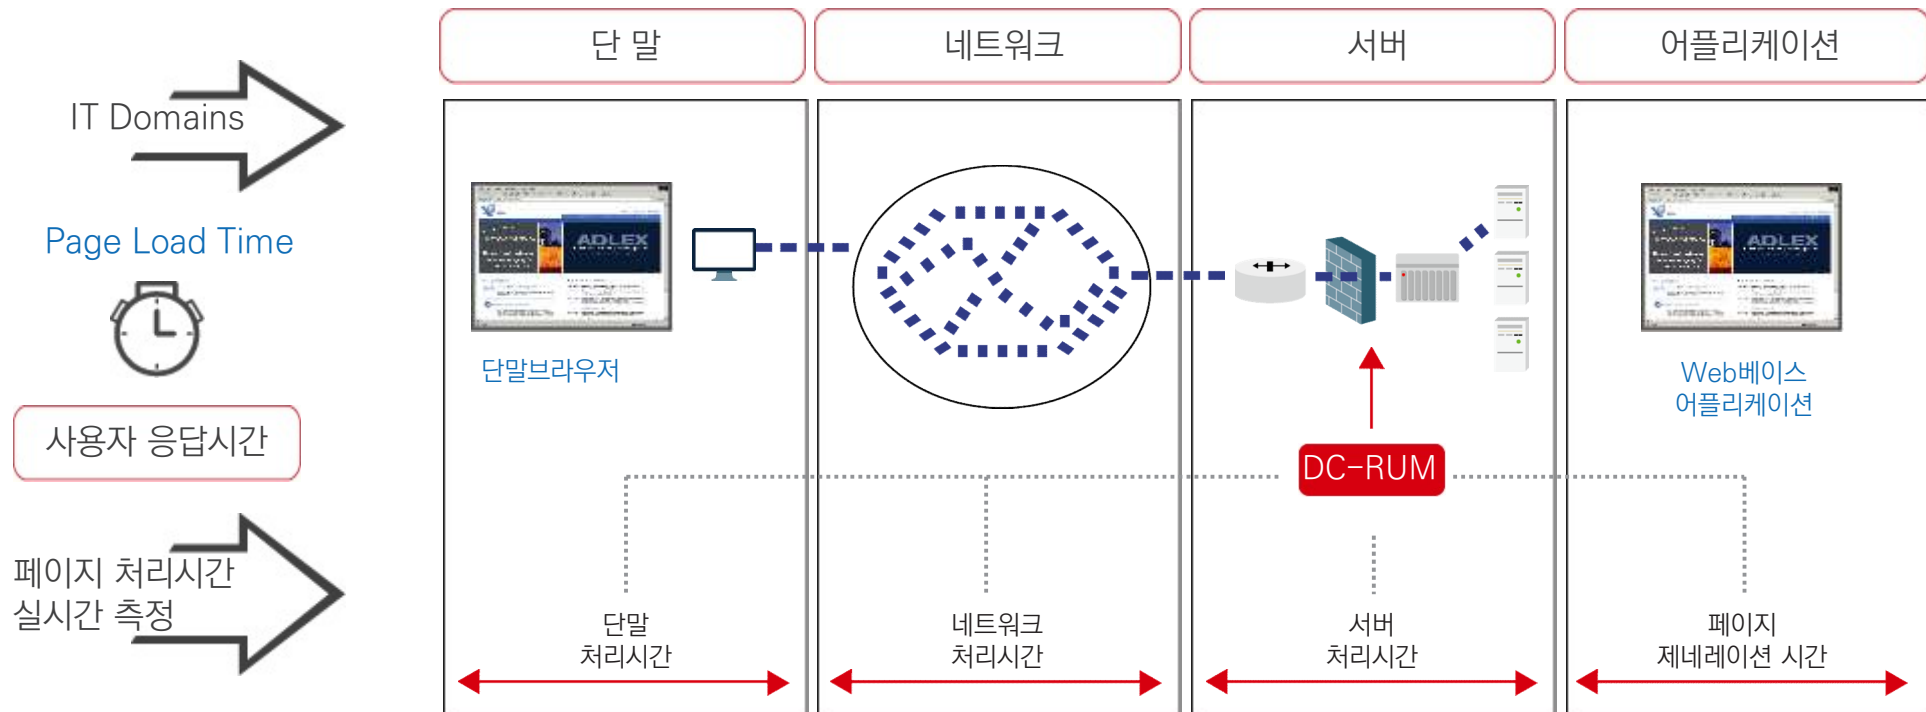 단 말
네트워크
서버
어플리케이션
IT Domains
Page Load Time
ADLEX
ADLEX
단말브라우저
Web베이스
어플리케이션
사용자 응답시간
DC-RUM
페이지 처리시간
실시간 측정
단말
처리시간
네트워크
처리시간
서버
처리시간
페이지
제네레이션 시간